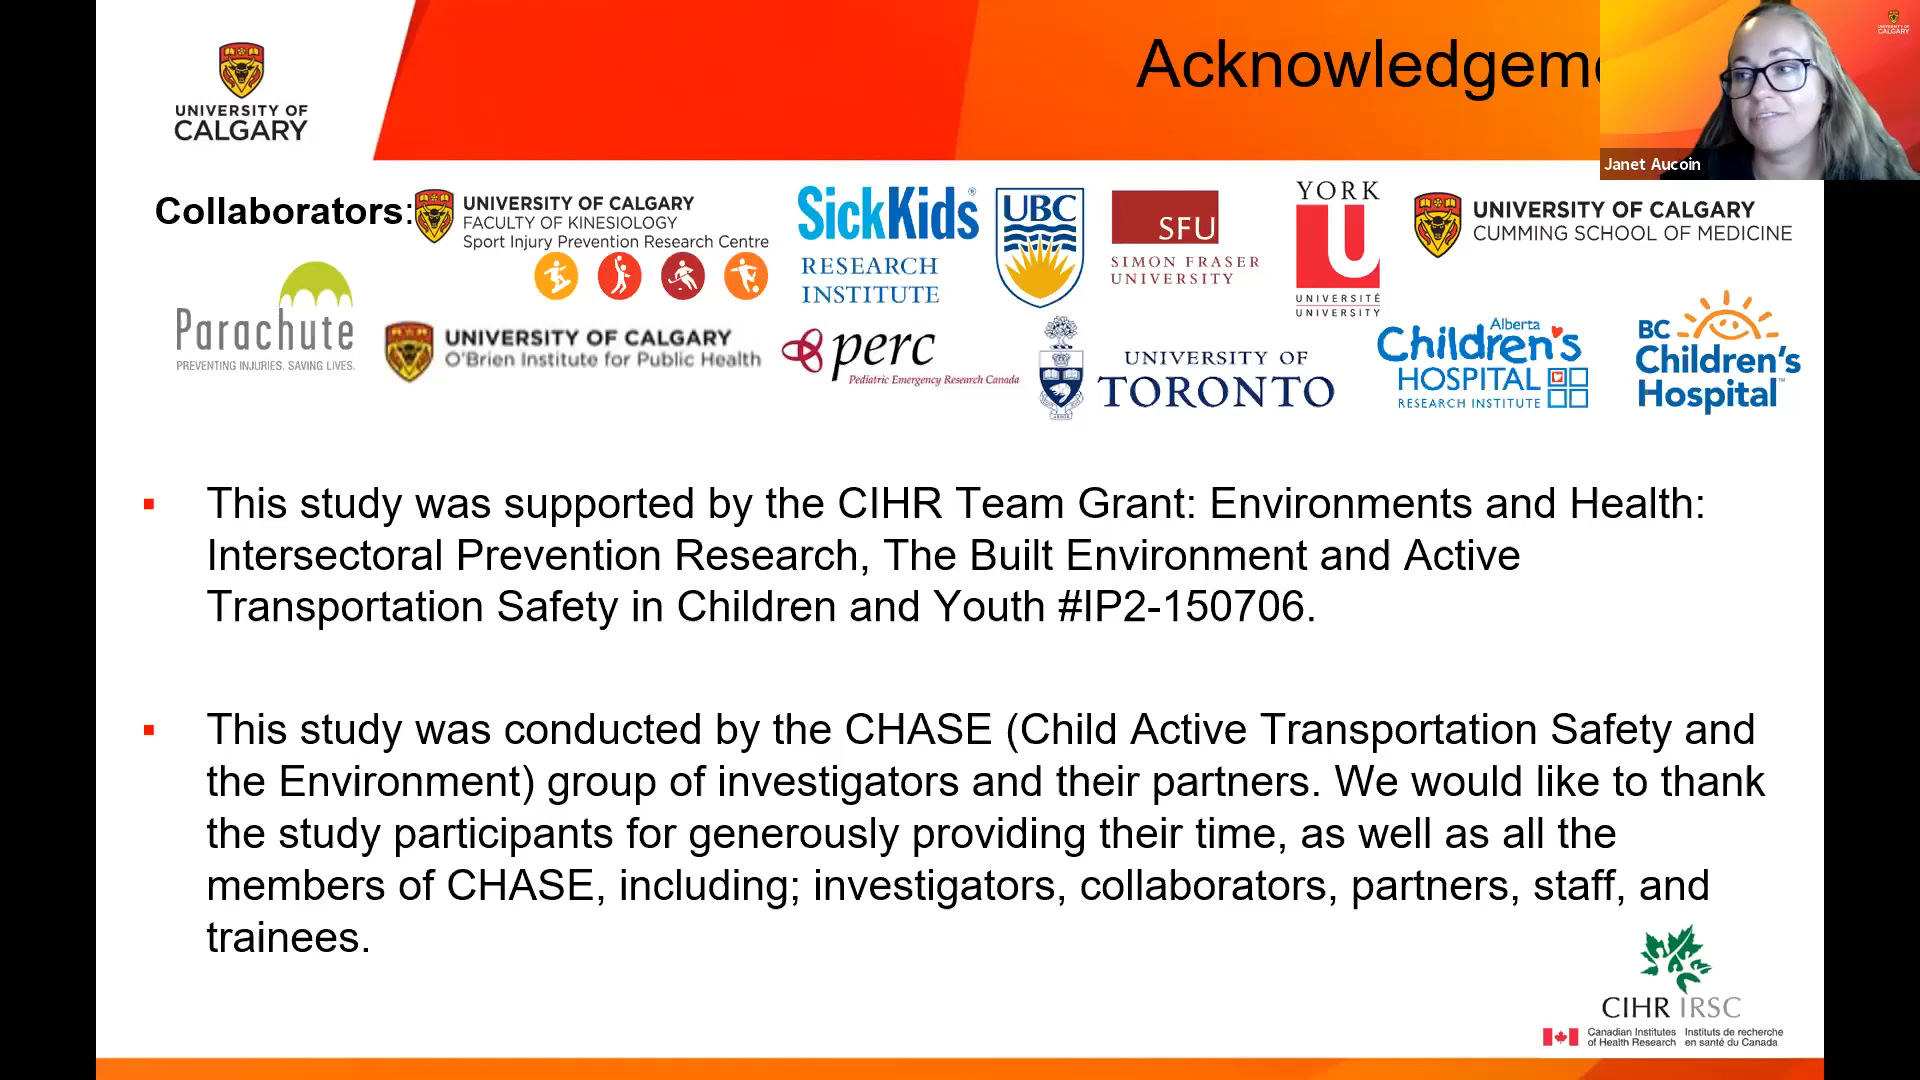 UNIVERSITY OF
CALGARY
Acknowledgeme
UNIVERSITY OF
CALGARY
Janet Aucoin
Collaborators:
UNIVERSITY OF CALGARY
FACULTY OF KINESIOLOGY
Sport Injury Prevention Research Centre
SickKids®
RESEARCH
INSTITUTE
UBC
SFU
SIMON FRASER
UNIVERSITY
YORK
U
UNIVERSITÉ
UNIVERSITY
UNIVERSITY OF CALGARY
CUMMING SCHOOL OF MEDICINE
Parachute
PREVENTING INJURIES. SAVING LIVES.
UNIVERSITY OF CALGARY
O'Brien Institute for Public Health
perc
Pediatric Emergency Research Canada
UNIVERSITY OF
TORONTO
Alberta
Children's
HOSPITAL
RESEARCH INSTITUTE
BC
Children's
Hospital™
▪ This study was supported by the CIHR Team Grant: Environments and Health:
Intersectoral Prevention Research, The Built Environment and Active
Transportation Safety in Children and Youth #IP2-150706.
▪ This study was conducted by the CHASE (Child Active Transportation Safety and
the Environment) group of investigators and their partners. We would like to thank
the study participants for generously providing their time, as well as all the
members of CHASE, including; investigators, collaborators, partners, staff, and
trainees.
CIHR IRSC
Canadian Institutes Instituts de recherche
of Health Research en santé du Canada